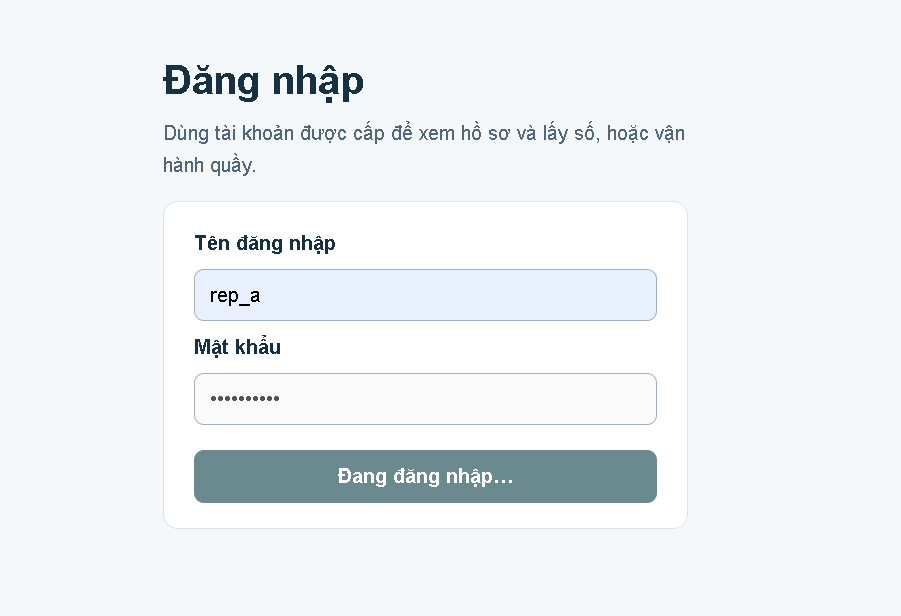 Đăng nhập
Dùng tài khoản được cấp để xem hồ sơ và lấy số, hoặc vận
hành quầy.
Tên đăng nhập
rep_a
Mật khẩu
••••••••••
Đang đăng nhập...